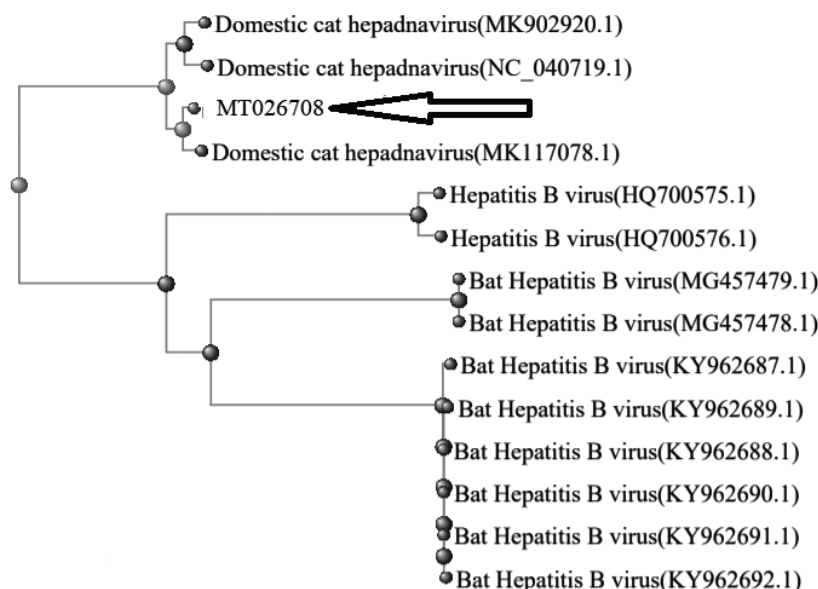 Domestic cat hepadnavirus(MK902920.1)
Domestic cat hepadnavirus(NC_040719.1)
MT026708
Domestic cat hepadnavirus(MK117078.1)
Hepatitis B virus(HQ700575.1)
Hepatitis B virus(HQ700576.1)
Bat Hepatitis B virus(MG457479.1)
Bat Hepatitis B virus(MG457478.1)
Bat Hepatitis B virus(KY962687.1)
Bat Hepatitis B virus(KY962689.1)
Bat Hepatitis B virus(KY962688.1)
Bat Hepatitis B virus(KY962690.1)
Bat Hepatitis B virus(KY962691.1)
Bat Hepatitis B virus(KY962692.1)